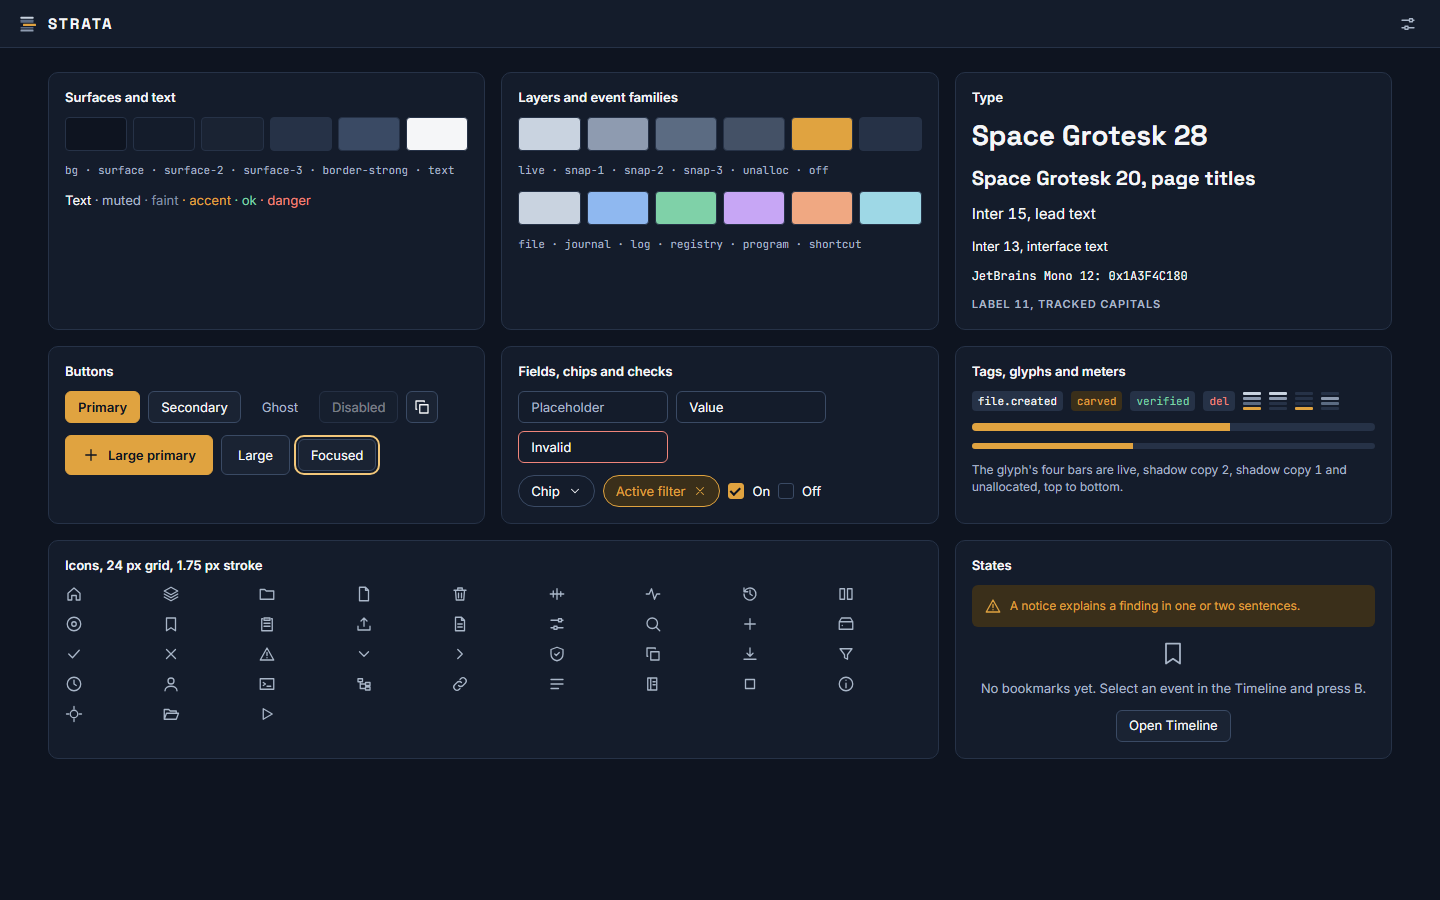 STRATA
Surfaces and text
bg · surface · surface-2 · surface-3 · border-strong · text
Text · muted · faint · accent · ok · danger
Layers and event families
live · snap-1 · snap-2 · snap-3 · unalloc · off
file · journal · log · registry · program · shortcut
Type
Space Grotesk 28
Space Grotesk 20, page titles
Inter 15, lead text
Inter 13, interface text
JetBrains Mono 12: 0x1A3F4C180
LABEL 11, TRACKED CAPITALS
Buttons
Primary Secondary Ghost Disabled
Large primary Large Focused
Fields, chips and checks
Placeholder Value
Invalid
Chip Active filter On Off
Tags, glyphs and meters
file.created carved verified del
The glyph's four bars are live, shadow copy 2, shadow copy 1 and
unallocated, top to bottom.
Icons, 24 px grid, 1.75 px stroke
States
A notice explains a finding in one or two sentences.
No bookmarks yet. Select an event in the Timeline and press B.
Open Timeline